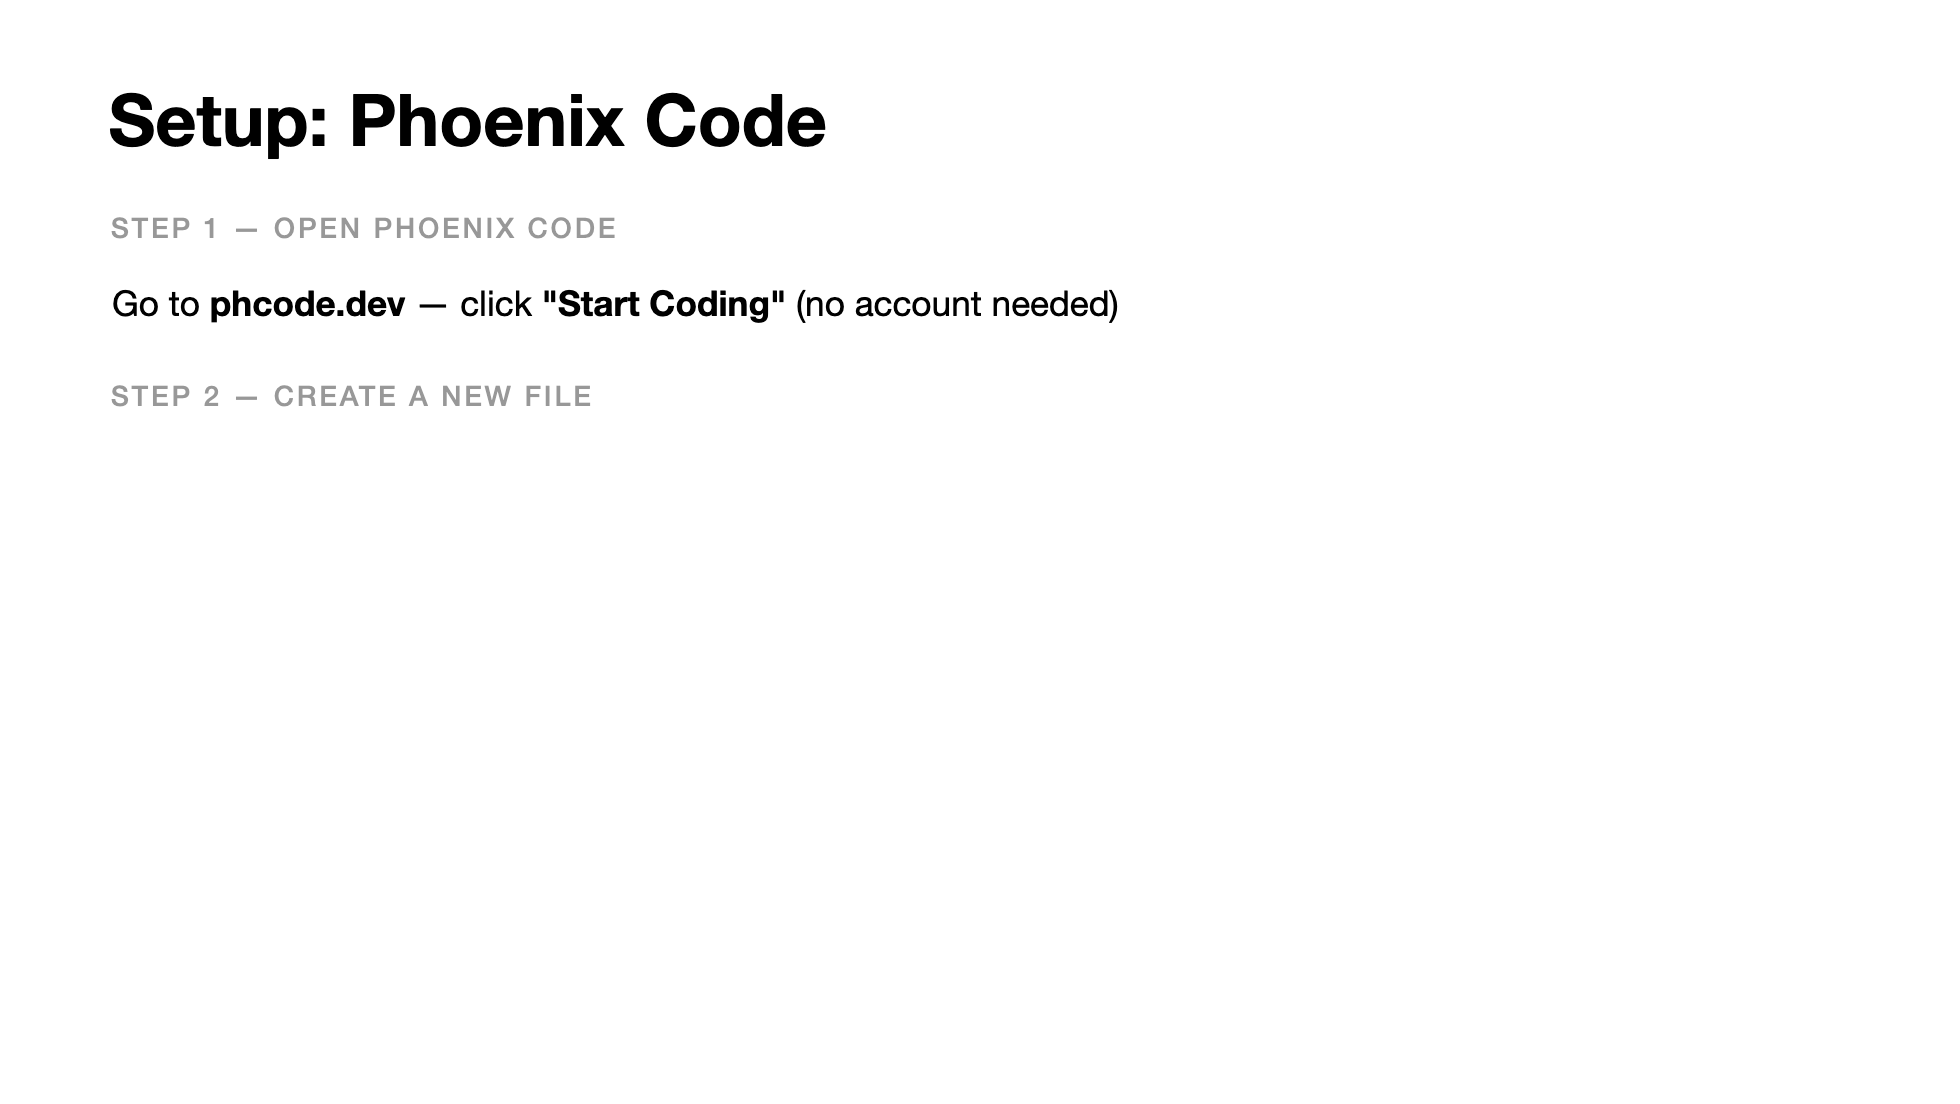 Setup: Phoenix Code
STEP 1 — OPEN PHOENIX CODE
Go to phcode.dev — click "Start Coding" (no account needed)
STEP 2 — CREATE A NEW FILE